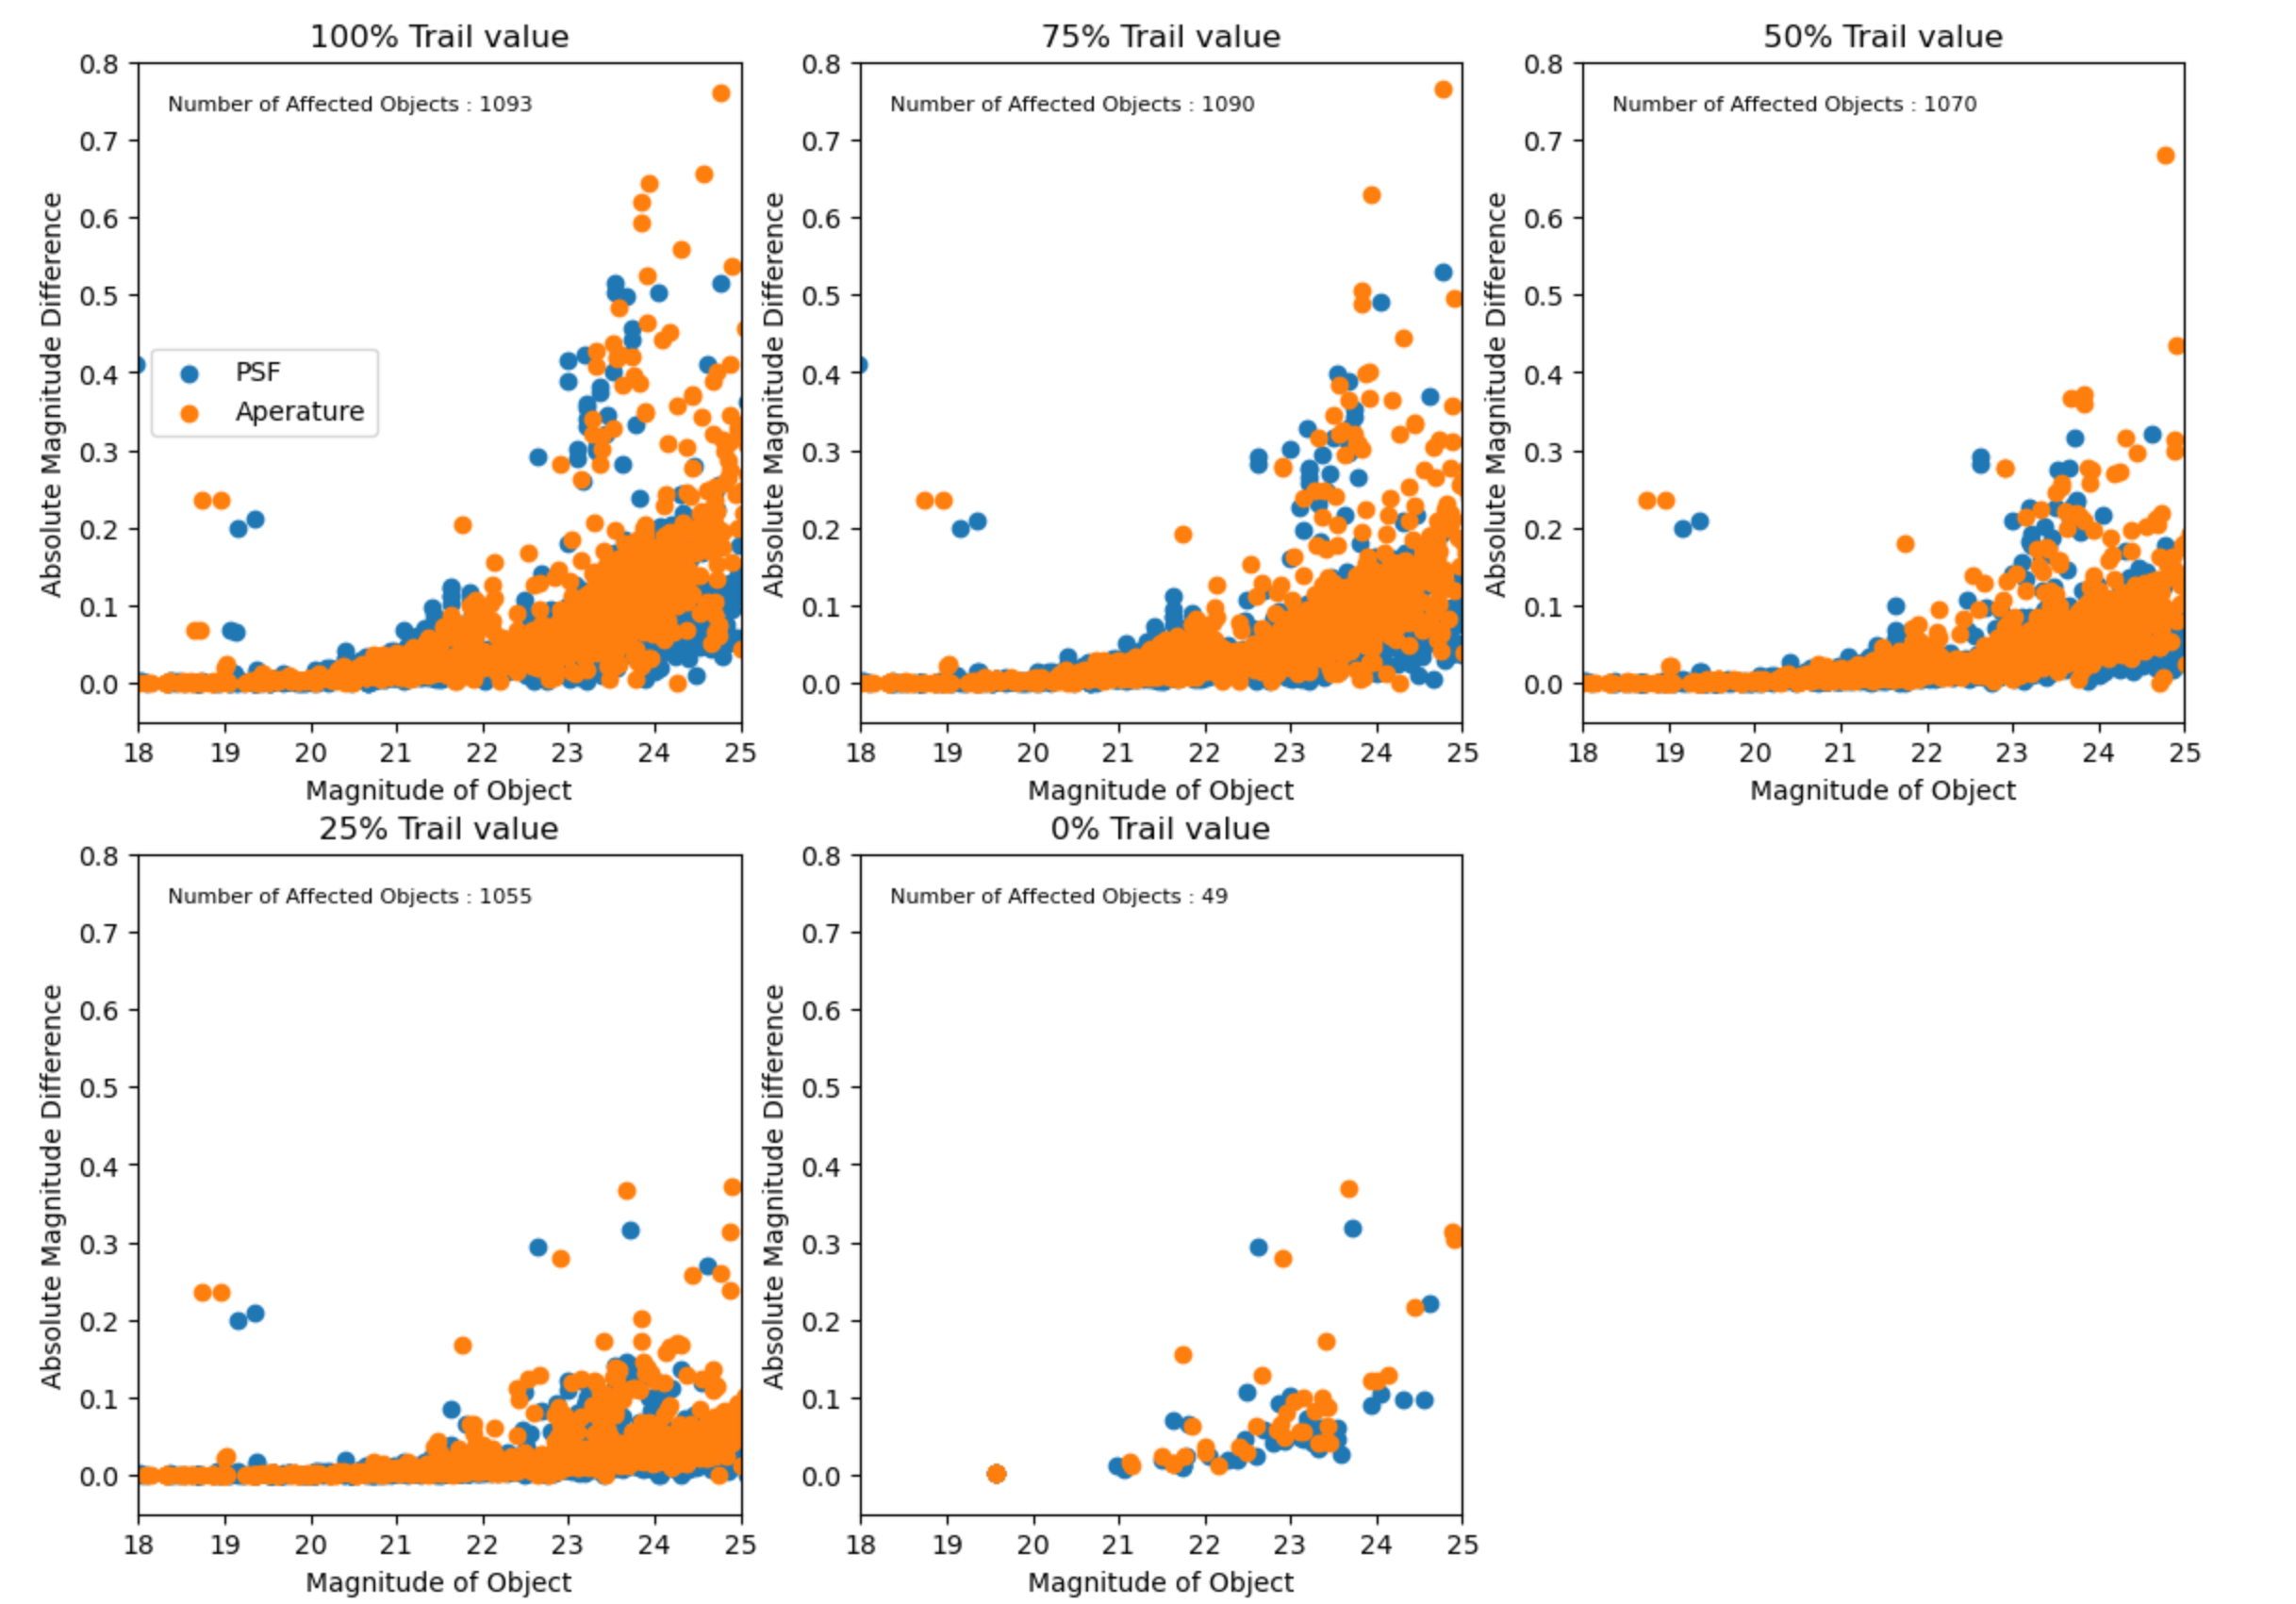 100% Trail value
Number of Affected Objects : 1093
Absolute Magnitude Difference
0.8
0.7
0.6
0.5
0.4
0.3
0.2
0.1
0.0
PSF
Aperature
18 19 20 21 22 23 24 25
Magnitude of Object
75% Trail value
Number of Affected Objects : 1090
Absolute Magnitude Difference
0.8
0.7
0.6
0.5
0.4
0.3
0.2
0.1
0.0
18 19 20 21 22 23 24 25
Magnitude of Object
50% Trail value
Number of Affected Objects : 1070
Absolute Magnitude Difference
0.8
0.7
0.6
0.5
0.4
0.3
0.2
0.1
0.0
18 19 20 21 22 23 24 25
Magnitude of Object
25% Trail value
Number of Affected Objects : 1055
Absolute Magnitude Difference
0.8
0.7
0.6
0.5
0.4
0.3
0.2
0.1
0.0
18 19 20 21 22 23 24 25
Magnitude of Object
0% Trail value
Number of Affected Objects : 49
Absolute Magnitude Difference
0.8
0.7
0.6
0.5
0.4
0.3
0.2
0.1
0.0
18 19 20 21 22 23 24 25
Magnitude of Object